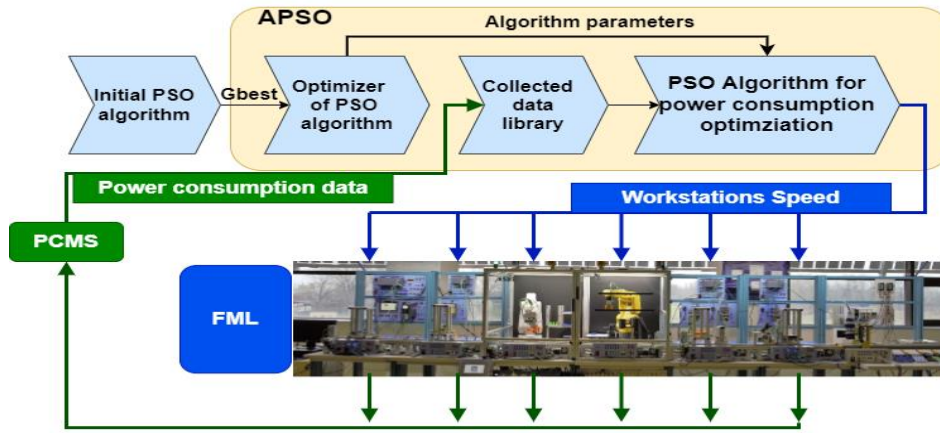 APSO
Algorithm parameters
Initial PSO
algorithm
Gbest
Optimizer
of PSO
algorithm
Collected
data
library
PSO Algorithm for
power consumption
optimziation
Power consumption data
Workstations Speed
PCMS
FML